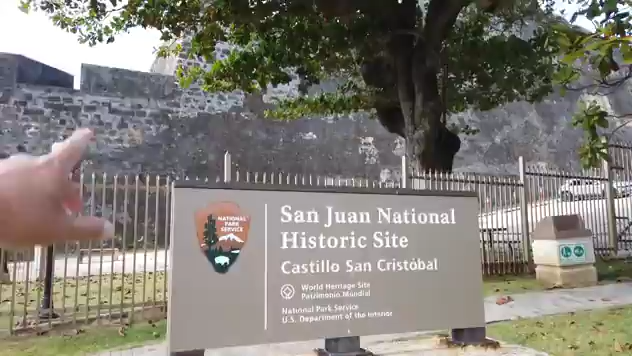 NATIONAL
PARK
SERVICE
San Juan National
Historic Site
Castillo San Cristóbal
World Heritage Site
Patrimonio Mundial
National Park Service
U.S. Department of the Interior